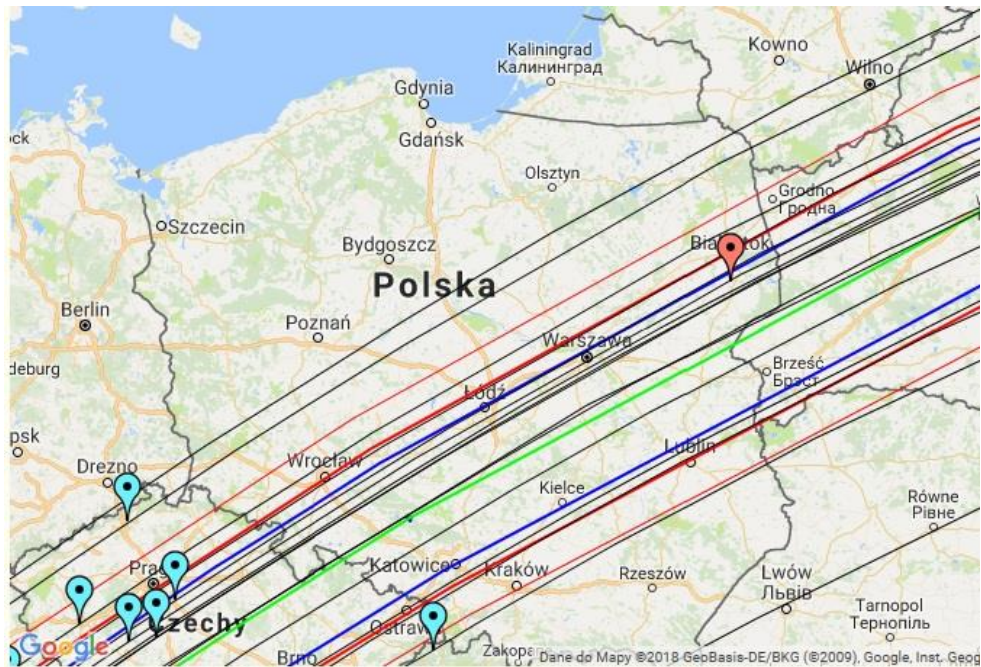 Kaliningrad
Калининград
Kowno
Wilno
Gdynia
Gdańsk
ock
Olsztyn
Grodno
Гродна
Szczecin
Bydgoszcz
Polska
Berlin
Poznań
Warszawa
Brześć
Брэст
deburg
Łódź
psk
Drezno
Wrocław
Lublin
Kielce
Równe
Рівне
Katowice
Kraków
Rzeszów
Lwów
Львів
Tarnopol
Тернопіль
Czechy
Google
Brno
Dane do Mapy ©2018 GeoBasis-DE/BKG (©2009), Google, Inst. Geog